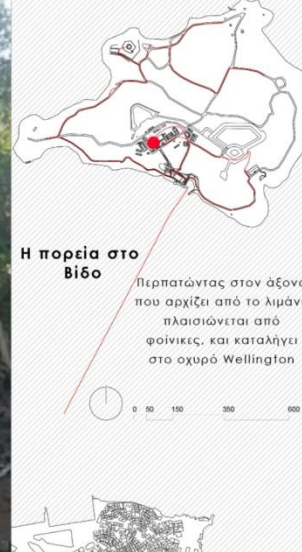 Η πορεία στο
Βίδο
Περπατώντας στον άξονα
που αρχίζει από το λιμάνι
πλαισιώνεται από
φοίνικες, και καταλήγει
στο οχυρό Wellington
0 50 150 350 600